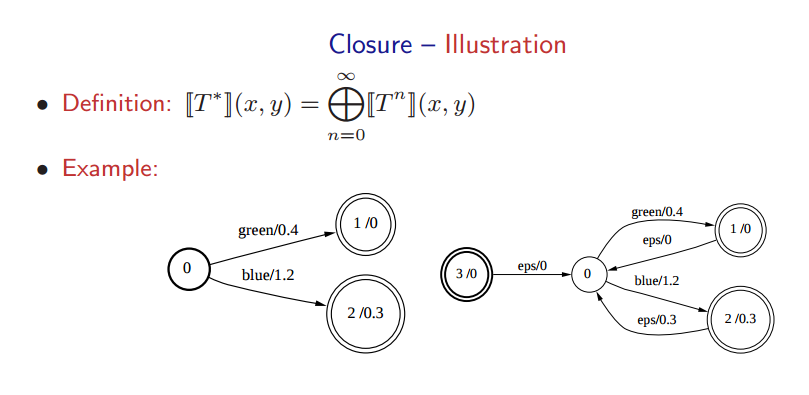 Closure – Illustration
• Definition: ⟦T*⟧(x, y) = ⨁_{n=0}^{∞} ⟦Tⁿ⟧(x, y)
• Example:
0
green/0.4
blue/1.2
1 /0
2 /0.3
3 /0
eps/0
0
green/0.4
eps/0
blue/1.2
eps/0.3
1 /0
2 /0.3